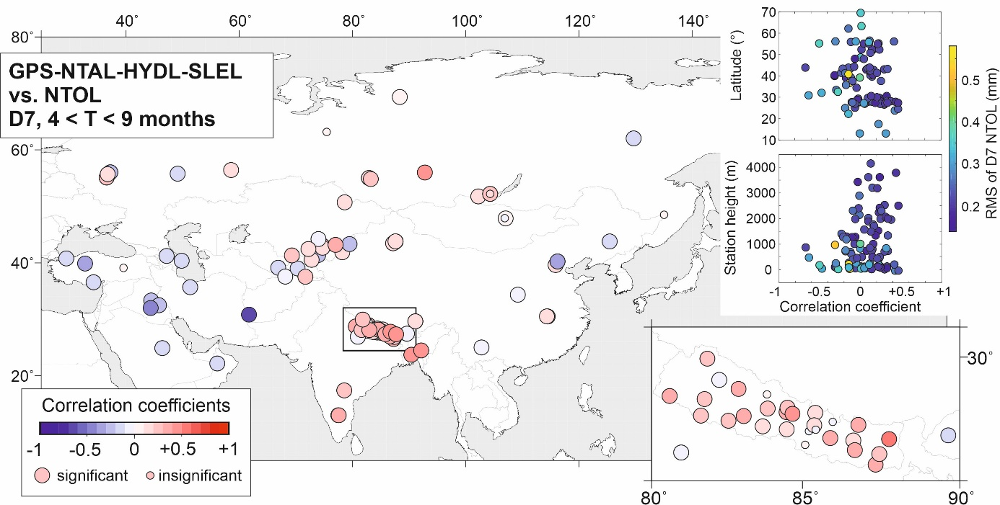 40° 60° 80° 100° 120° 140°
80°
60°
40°
20°
GPS-NTAL-HYDL-SLEL
vs. NTOL
D7, 4 < T < 9 months
Correlation coefficients
-1 -0.5 0 +0.5 +1
significant insignificant
Latitude (°)
70
60
50
40
30
20
10
Station height (m)
4000
3000
2000
1000
0
-1 -0.5 0 +0.5 +1
Correlation coefficient
0.5
0.4
0.3
0.2
RMS of D7 NTOL (mm)
30°
80° 85° 90°